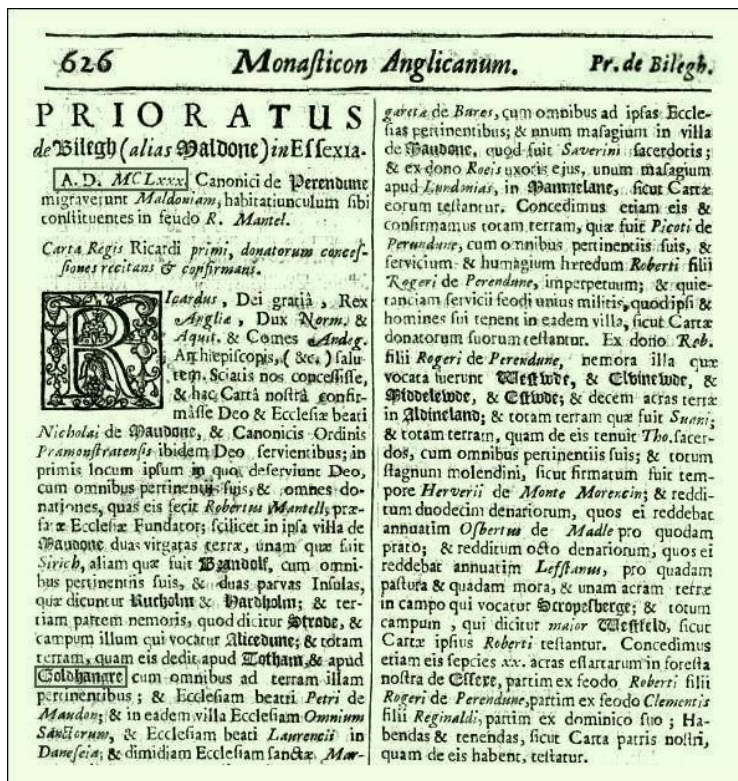 626 Monasticon Anglicanum. Pr. de Bilegh.
PRIORATUS
de Bilegh (alias Maldone) in Essexia.
A. D. MCLxxx. Canonici de Perendune
migraverunt Maldoniam, habitatiunculum sibi
constituentes in feudo R. Mantel.
Carta Regis Ricardi primi, donatorum conces-
siones recitans & confirmans.
RIcardus, Dei gratiâ, Rex
Angliæ, Dux Norm. &
Aquit. & Comes Andeg.
Archiepiscopis, (&c.) salu-
tem. Sciatis nos concessisse,
& hac Cartâ nostrâ confir-
mâsse Deo & Ecclesiæ beati
Nicholai de Maudone, & Canonicis Ordinis
Præmonstratensis ibidem Deo servientibus; in
primis locum ipsum in quo deserviunt Deo,
cum omnibus pertinentiis suis, & omnes do-
nationes, quas eis fecit Robertus Mantell, præ-
fatæ Ecclesiæ Fundator; scilicet in ipsa villa de
Maudone duas virgatas terræ, unam quæ fuit
Sirich, aliam quæ fuit Brandolf, cum omni-
bus pertinentiis suis, & duas parvas Insulas,
quæ dicuntur Rucholm & Hardholm; & ter-
tiam partem nemoris, quod dicitur Strode, &
campum illum qui vocatur Alicedune; & totam
terram, quam eis dedit apud Totham, & apud
Goldhangre cum omnibus ad terram illam
pertinentibus; & Ecclesiam beati Petri de
Maudon; & in eadem villa Ecclesiam Omnium
Sanctorum, & Ecclesiam beati Laurencii in
Daneseia; & dimidiam Ecclesiam sanctæ Mar-
garetæ de Bures, cum omnibus ad ipsas Eccle-
sias pertinentibus; & unum masagium in villa
de Maudone, quod fuit Saverini sacerdotis;
& ex dono Roeis uxoris ejus, unum masagium
apud Lundonias, in Mannelane, sicut Cartæ
eorum testantur. Concedimus etiam eis &
confirmamus totam terram, quæ fuit Picoti de
Perundune, cum omnibus pertinentiis suis, &
servicium & humagium hæredum Roberti filii
Rogeri de Perendune, imperpetuum; & quie-
tanciam servicii feodi unius militis, quod ipsi &
homines sui tenent in eadem villa, sicut Cartæ
donatorum suorum testantur. Ex dono Rob.
filii Rogeri de Perendune, nemora illa quæ
vocata fuerunt Westwde, & Elvinewde, &
Middelewde, & Estwde; & decem acras terræ
in Aldineland; & totam terram quæ fuit Suani;
& totam terram, quam de eis tenuit Tho. sacer-
dos, cum omnibus pertinentiis suis; & totum
stagnum molendini, sicut firmatum fuit tem-
pore Herverii de Monte Morencin; & reddi-
tum duodecim denariorum, quos ei reddebat
annuatim Osbertus de Madle pro quodam
prato; & redditum octo denariorum, quos ei
reddebat annuatim Lefstanus, pro quadam
pastura & quadam mora, & unam acram terræ
in campo qui vocatur Scropesberge; & totum
campum, qui dicitur maior Westfeld, sicut
Cartæ ipsius Roberti testantur. Concedimus
etiam eis sepcies xx. acras essartarum in foresta
nostra de Essexe, partim ex feodo Roberti filii
Rogeri de Perendune, partim ex feodo Clementis
filii Reginaldi, partim ex dominico suo; Ha-
bendas & tenendas, sicut Carta patris nostri,
quam de eis habent, testatur.